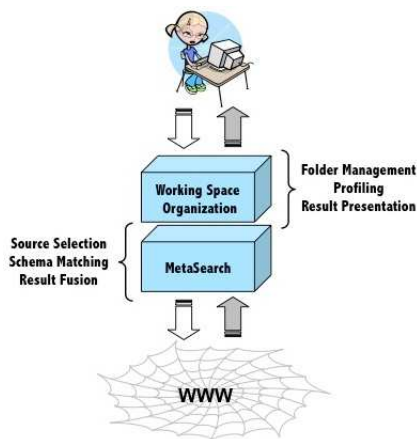 Working Space
Organization
Folder Management
Profiling
Result Presentation
Source Selection
Schema Matching
Result Fusion
MetaSearch
WWW